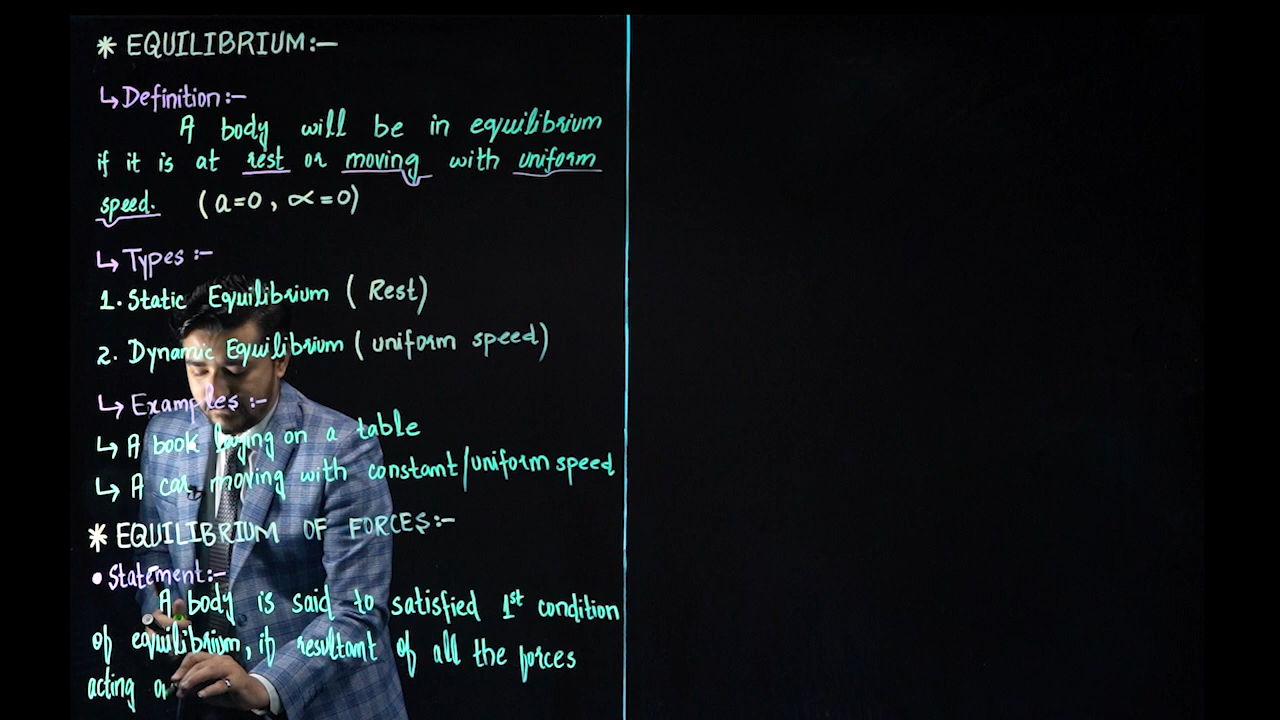 * EQUILIBRIUM:-
↳ Definition:-
A body will be in equilibrium
if it is at rest or moving with uniform
speed. (a=0, ∝=0)
↳ Types:-
1. Static Equilibrium (Rest)
2. Dynamic Equilibrium (uniform speed)
↳ Examples:-
↳ A book laying on a table
↳ A car moving with constant/uniform speed
* EQUILIBRIUM OF FORCES:-
• Statement:-
A body is said to satisfied 1st condition
of equilibrium, if resultant of all the forces
acting